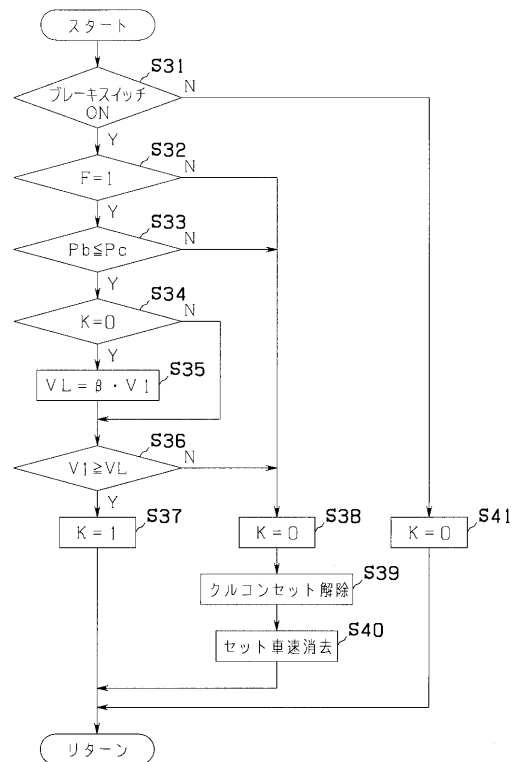 スタート
S31
ブレーキスイッチ
ON
N
Y
S32
F=1
N
Y
S33
Pb≦Pc
N
Y
S34
K=0
N
Y
S35
VL=β・V1
S36
V1≧VL
N
Y
S37
K=1
S38
K=0
S41
K=0
S39
クルコンセット解除
S40
セット車速消去
リターン